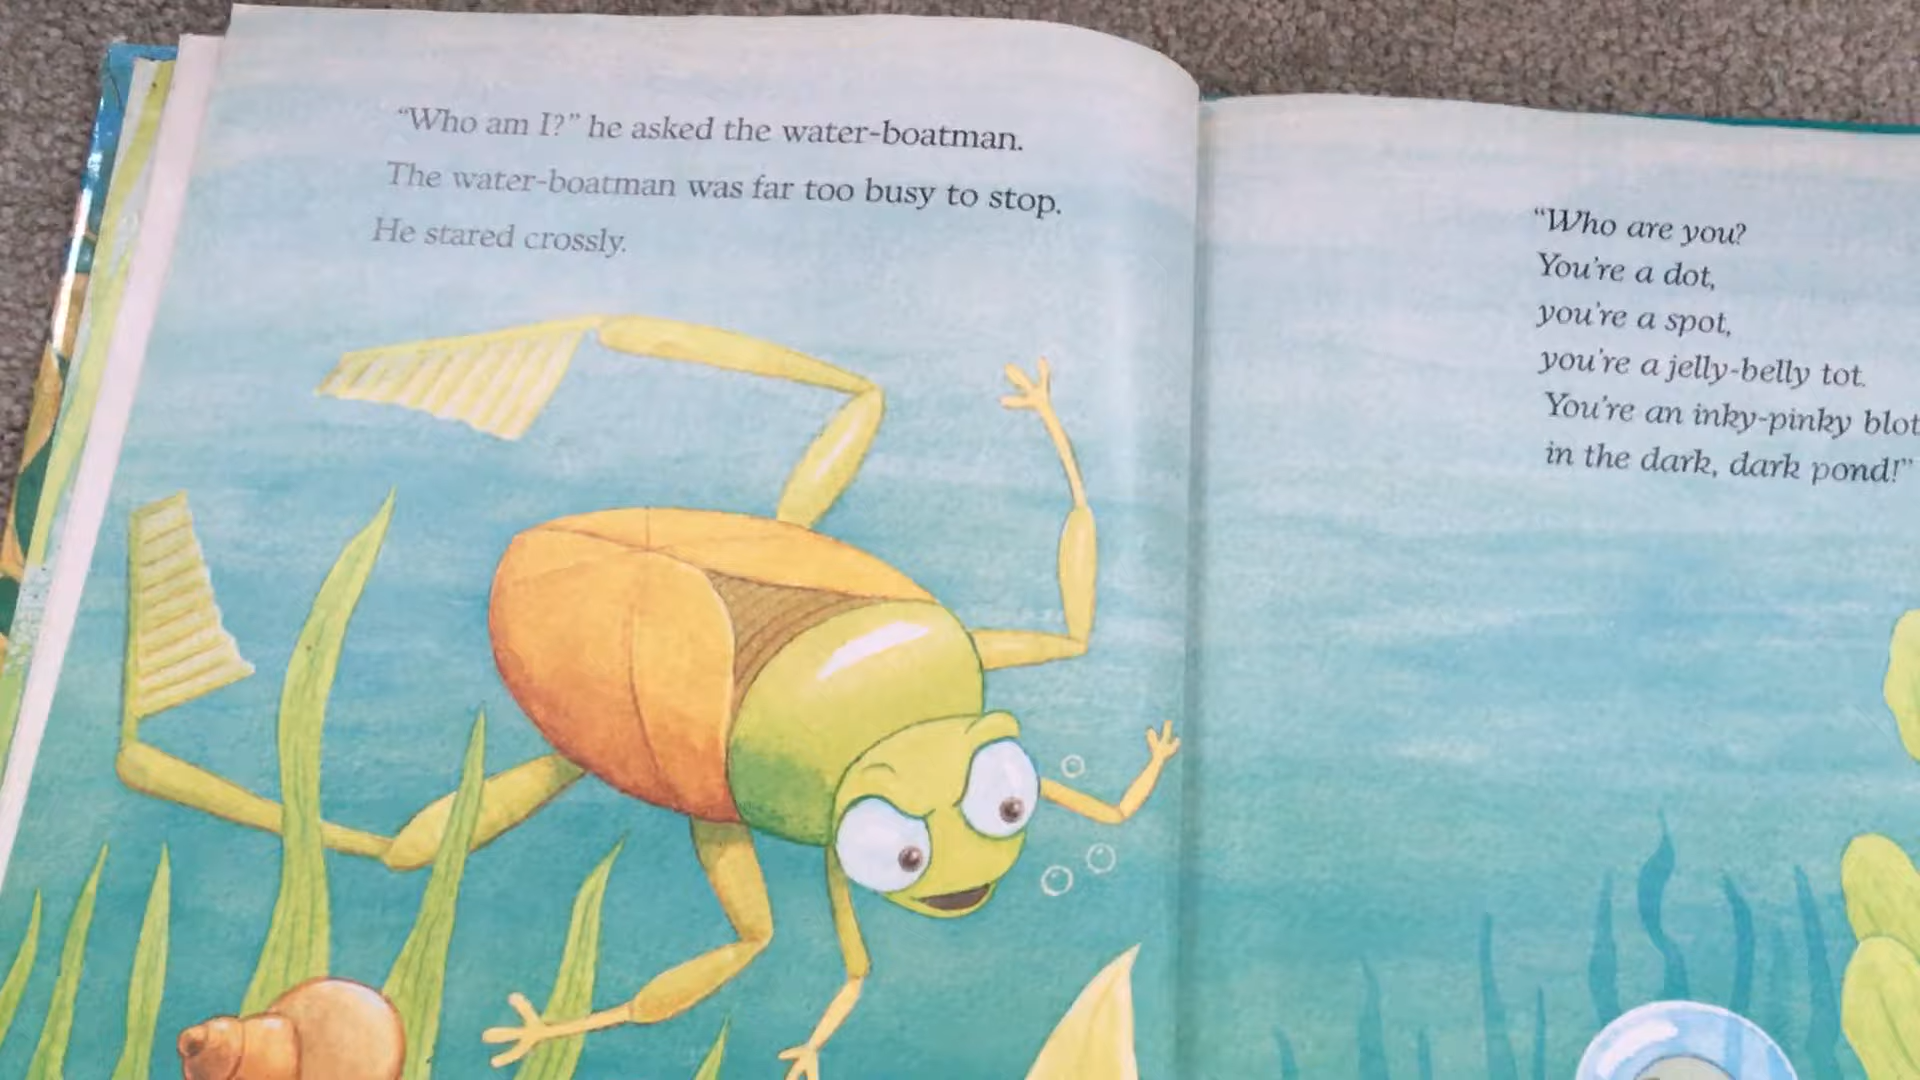 “Who am I?” he asked the water-boatman.
The water-boatman was far too busy to stop.
He stared crossly.
“Who are you?
You’re a dot,
you’re a spot,
you’re a jelly-belly tot.
You’re an inky-pinky blot
in the dark, dark pond!”